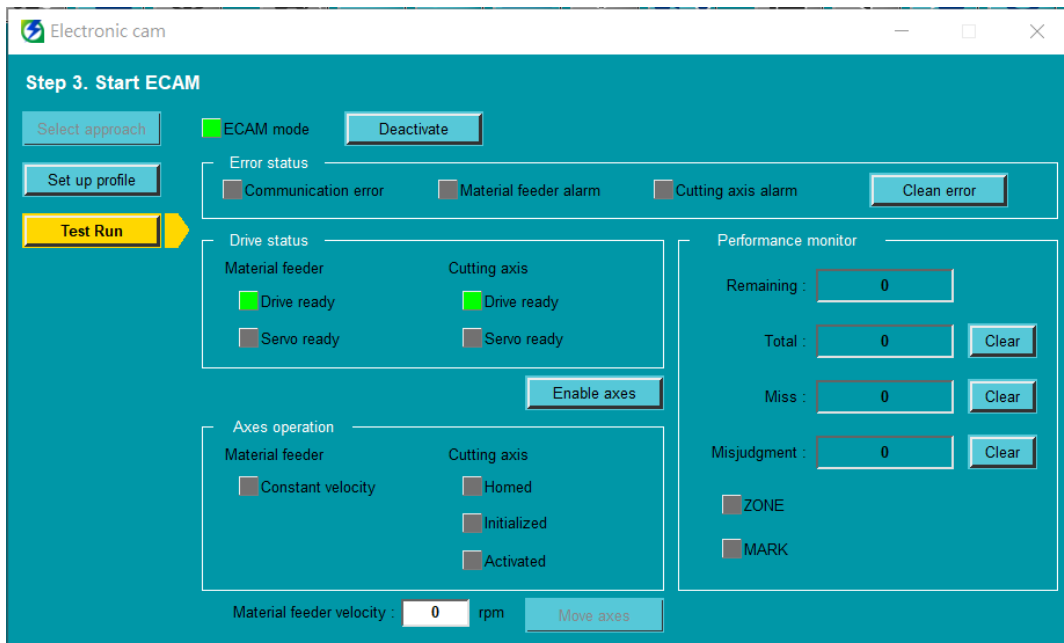 Electronic cam
Step 3. Start ECAM
Select approach
ECAM mode
Deactivate
Error status
Set up profile
Communication error
Material feeder alarm
Cutting axis alarm
Clean error
Test Run
Drive status
Material feeder
Cutting axis
Drive ready
Drive ready
Servo ready
Servo ready
Enable axes
Axes operation
Material feeder
Cutting axis
Constant velocity
Homed
Initialized
Activated
Material feeder velocity : 0 rpm
Move axes
Performance monitor
Remaining : 0
Total : 0 Clear
Miss : 0 Clear
Misjudgment : 0 Clear
ZONE
MARK